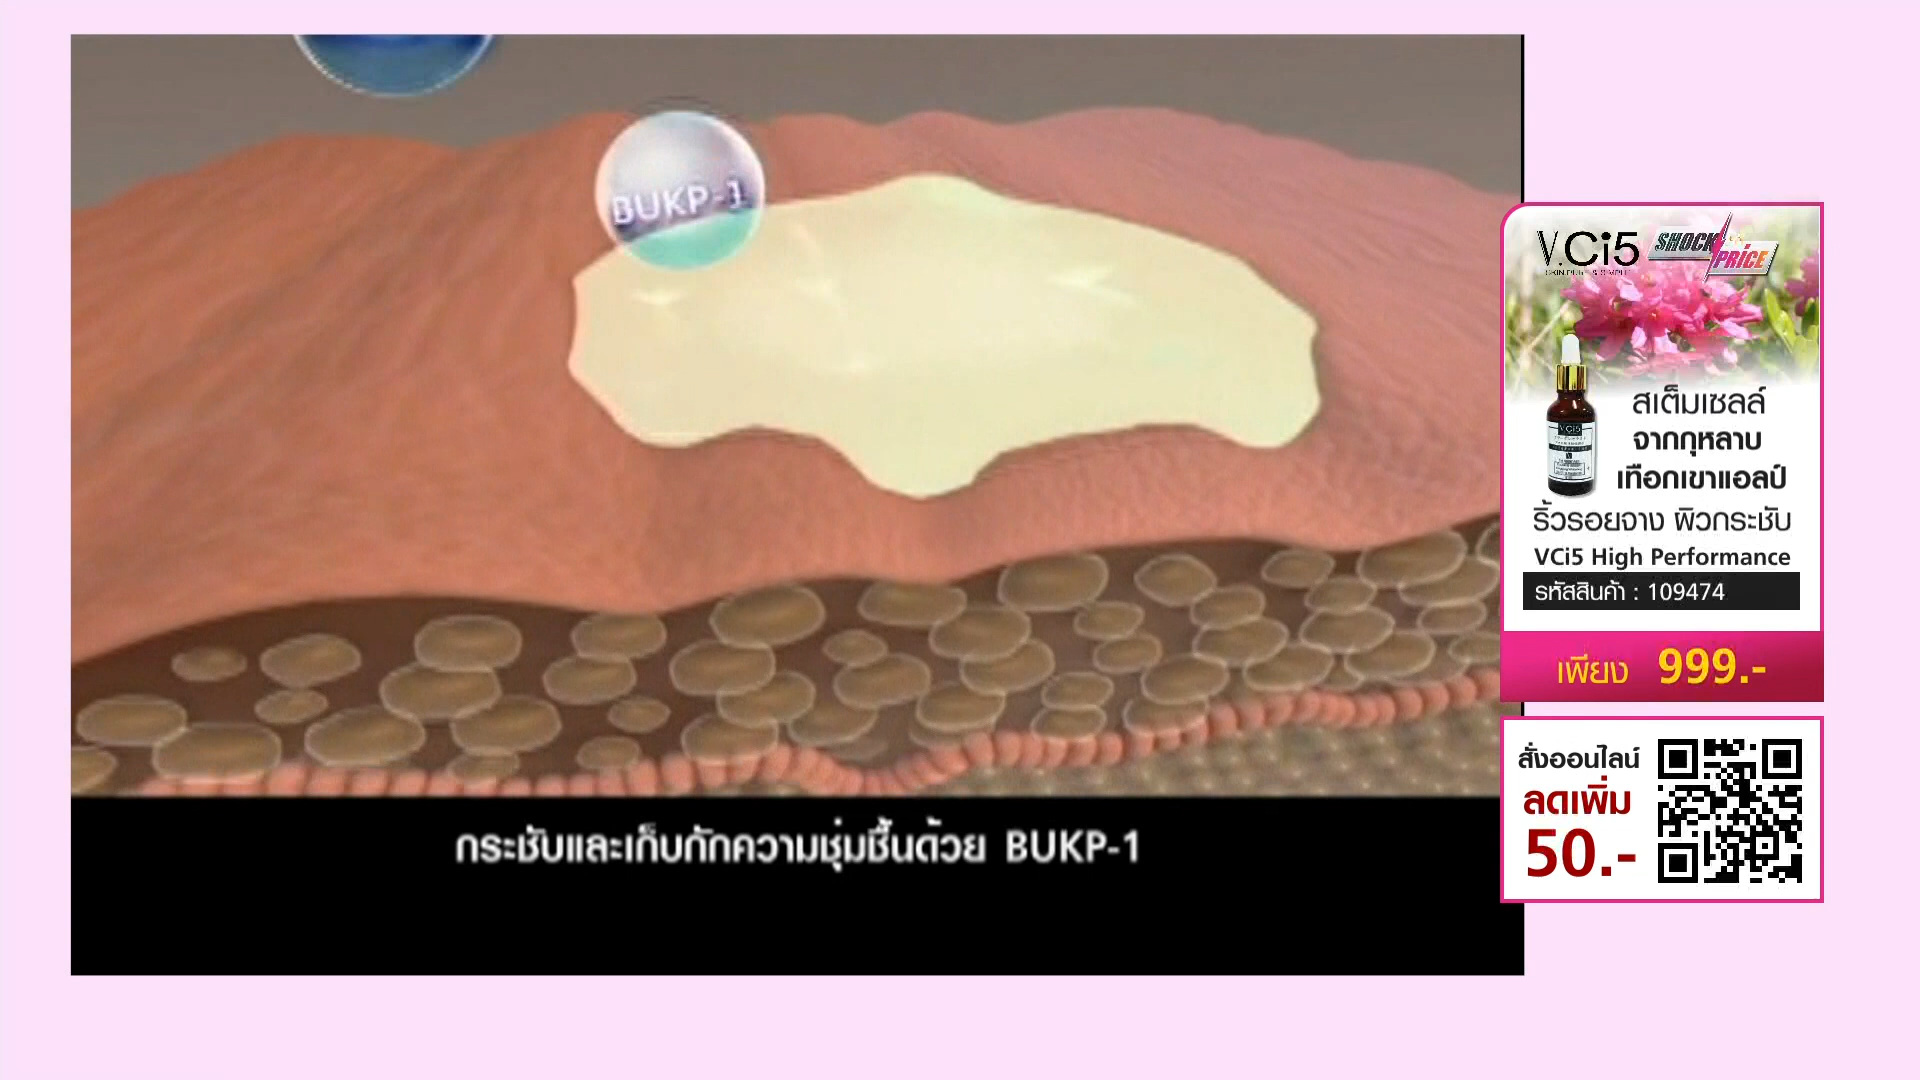 BUKP-1
กระชับและเก็บกักความชุ่มชื้นด้วย BUKP-1
V.Ci5
SHOCK PRICE
สเต็มเซลล์
จากกุหลาบ
เทือกเขาแอลป์
ริ้วรอยจาง ผิวกระชับ
VCi5 High Performance
รหัสสินค้า : 109474
เพียง 999.-
สั่งออนไลน์
ลดเพิ่ม
50.-